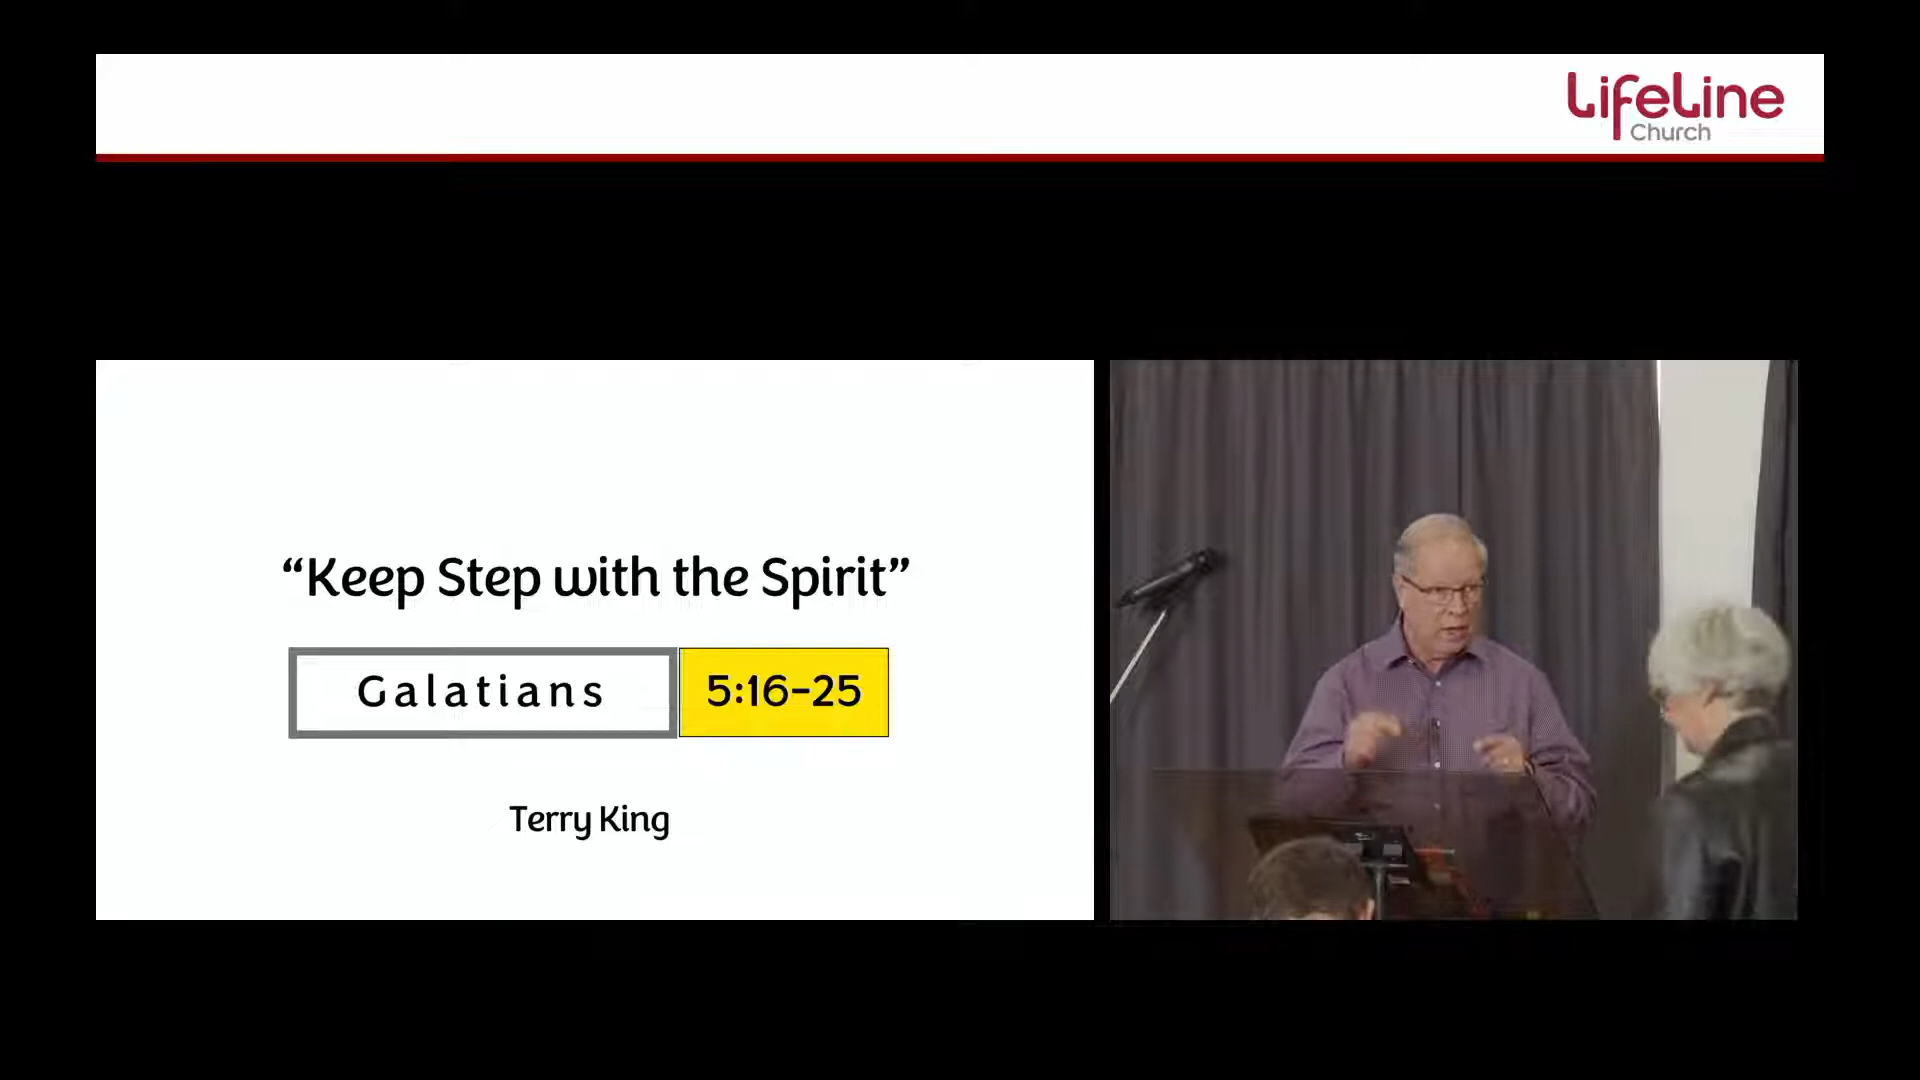 LifeLine
Church
“Keep Step with the Spirit”
Galatians 5:16-25
Terry King